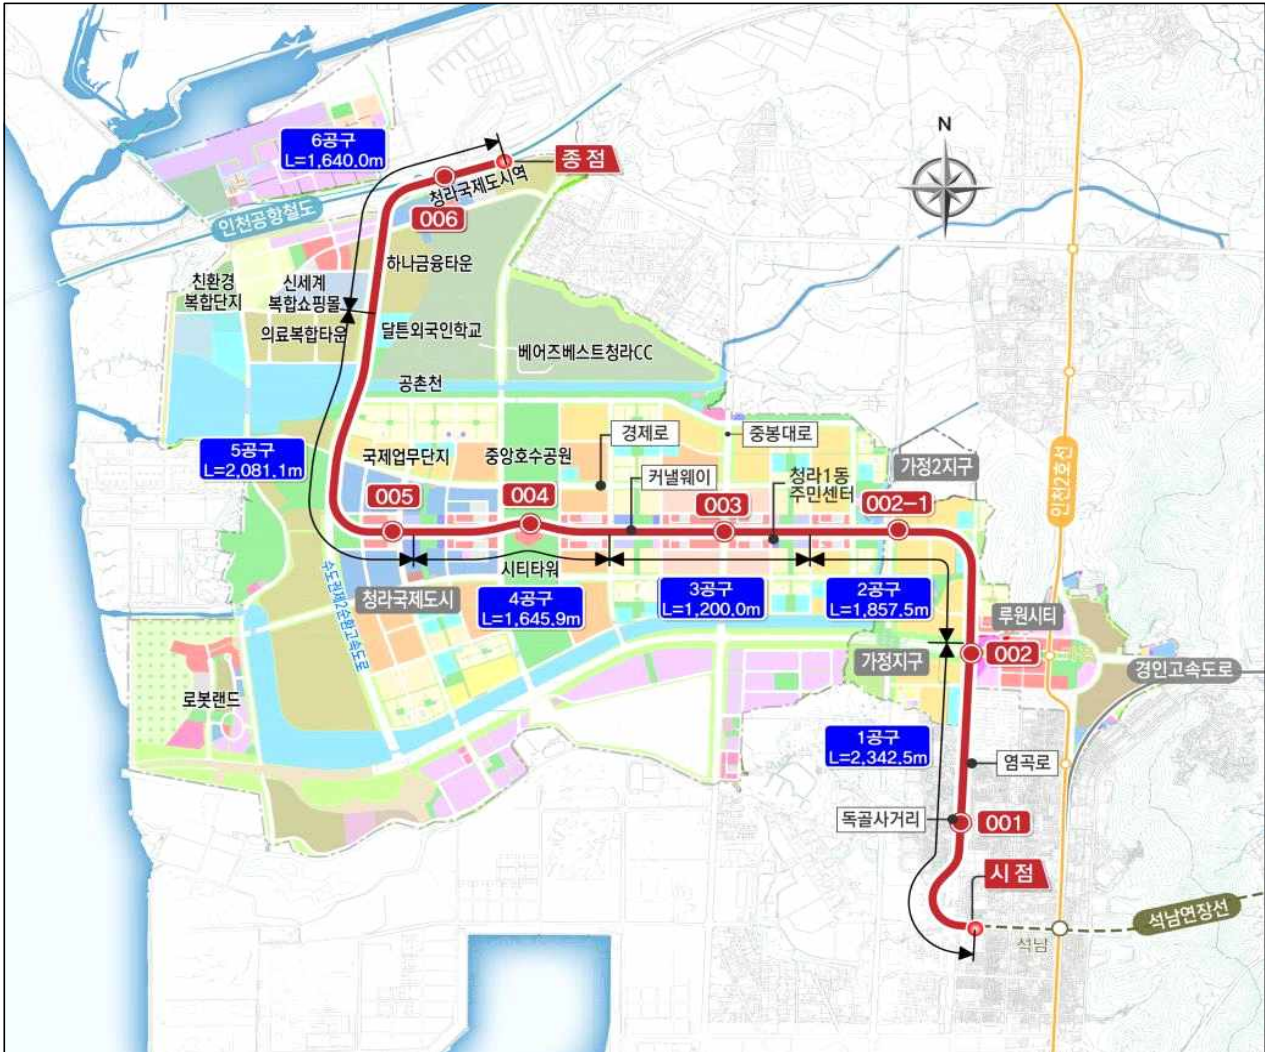 6공구
L=1,640.0m
종점
N
청라국제도시역
006
인천공항철도
하나금융타운
친환경
복합단지
신세계
복합쇼핑몰
의료복합타운
달튼외국인학교
베어즈베스트청라CC
공촌천
5공구
L=2,081.1m
국제업무단지
중앙호수공원
경제로
중봉대로
커낼웨이
청라1동
주민센터
가정2지구
인천2호선
005
004
003
002-1
시티타워
수도권제2순환고속도로
청라국제도시
4공구
L=1,645.9m
3공구
L=1,200.0m
2공구
L=1,857.5m
루원시티
002
가정지구
경인고속도로
로봇랜드
1공구
L=2,342.5m
염곡로
독골사거리
001
시점
석남연장선
석남